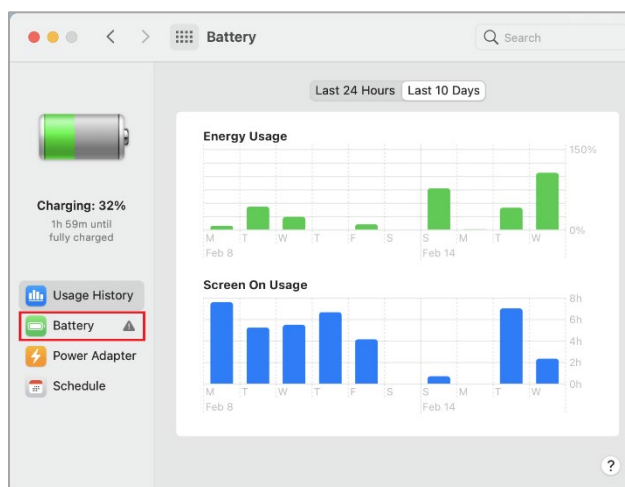 Battery
Search
Last 24 Hours Last 10 Days
Charging: 32%
1h 59m until
fully charged
Usage History
Battery
Power Adapter
Schedule
Energy Usage
150%
0%
M T W T F S S M T W
Feb 8 Feb 14
Screen On Usage
8h
6h
4h
2h
0h
M T W T F S S M T W
Feb 8 Feb 14
?